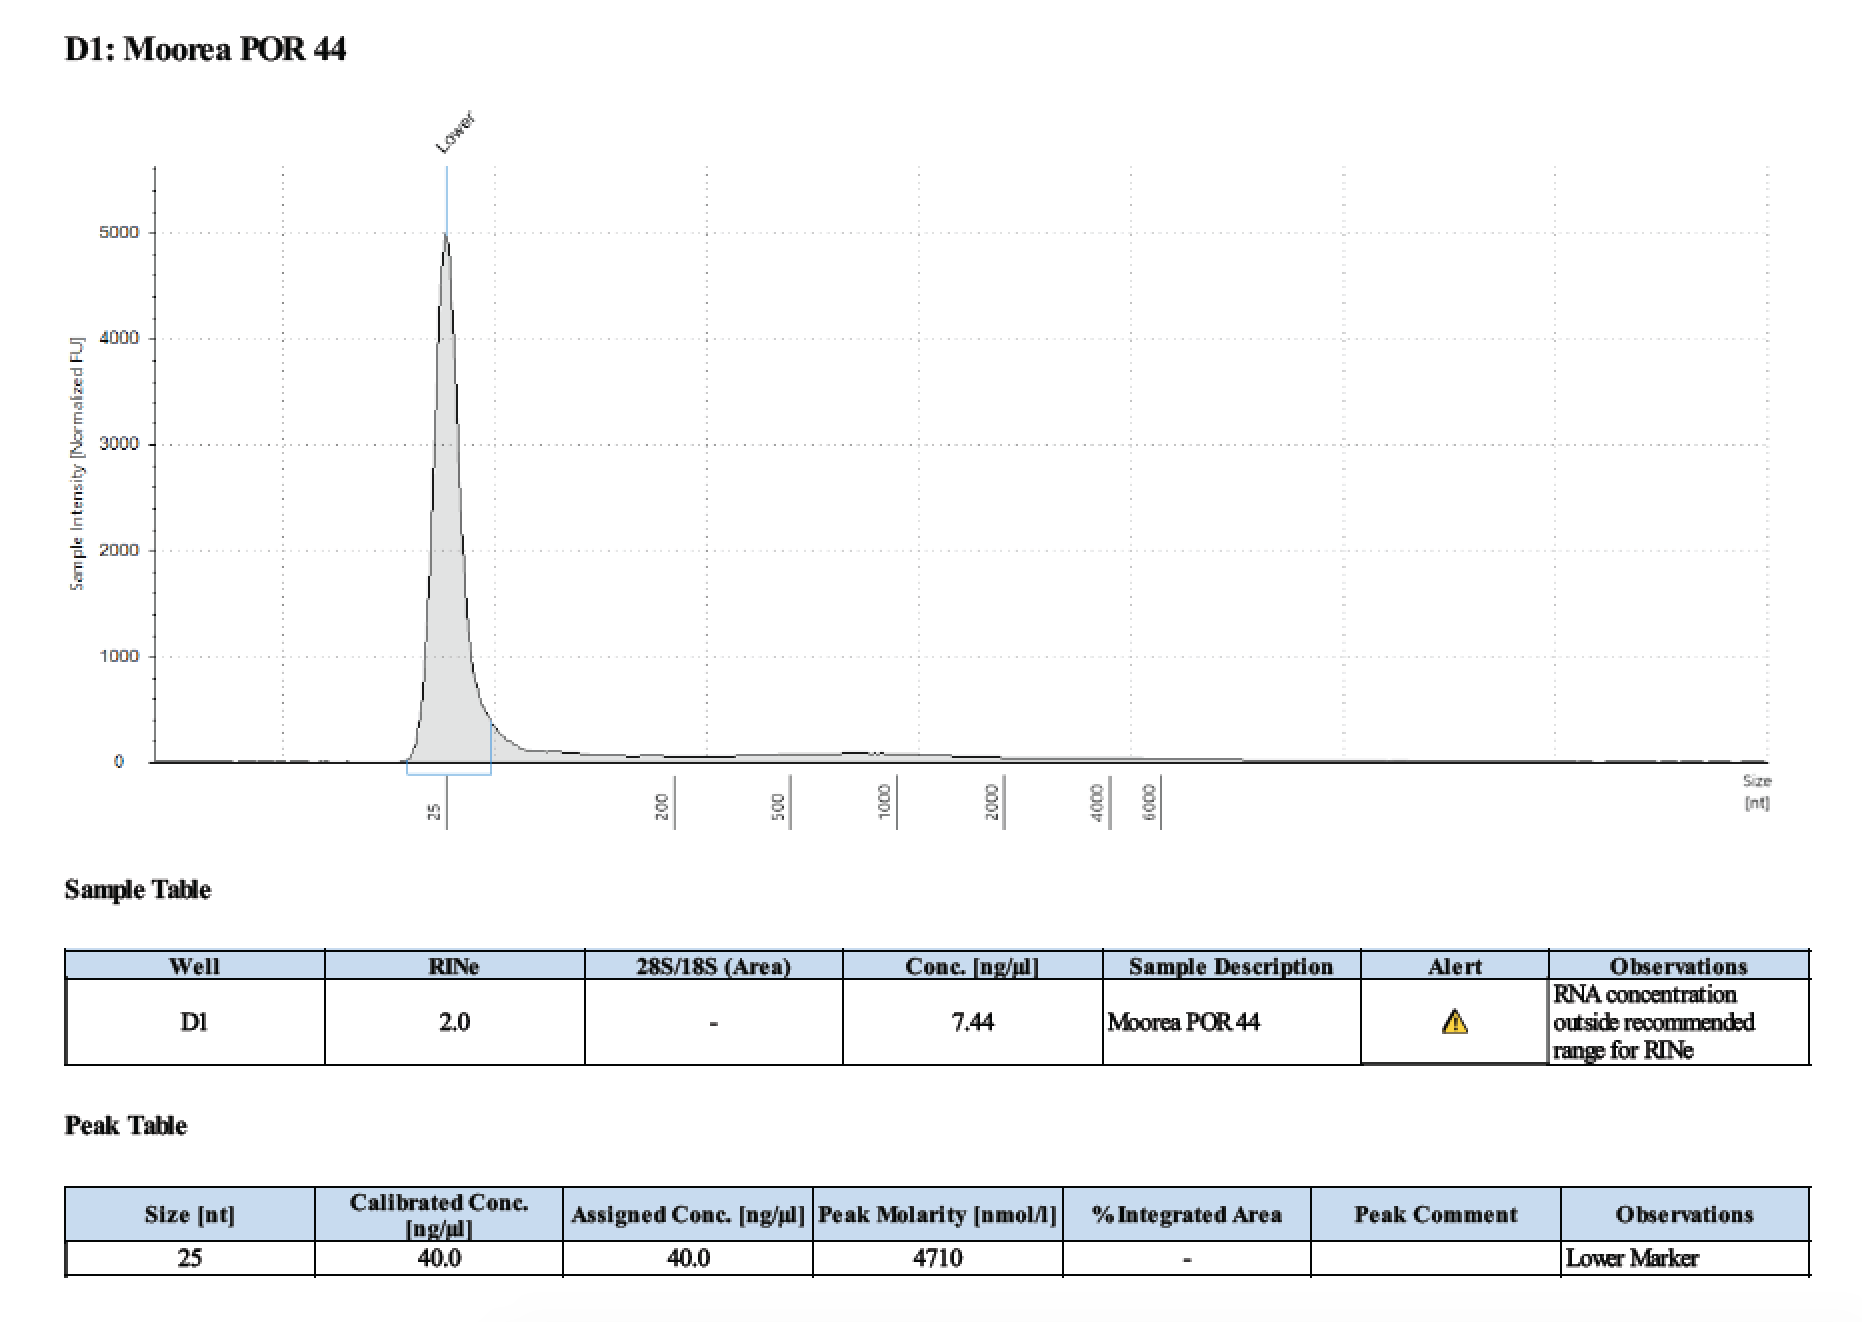 D1: Moorea POR 44
Lower
Sample Intensity [Normalized FU]
5000
4000
3000
2000
1000
0
25
200
500
1000
2000
4000
6000
Size
[nt]
Sample Table
Well RINe 28S/18S (Area) Conc. [ng/µl] Sample Description Alert Observations
D1 2.0 - 7.44 Moorea POR 44 RNA concentration
outside recommended
range for RINe
Peak Table
Size [nt] Calibrated Conc. [ng/µl] Assigned Conc. [ng/µl] Peak Molarity [nmol/l] % Integrated Area Peak Comment Observations
25 40.0 40.0 4710 - Lower Marker